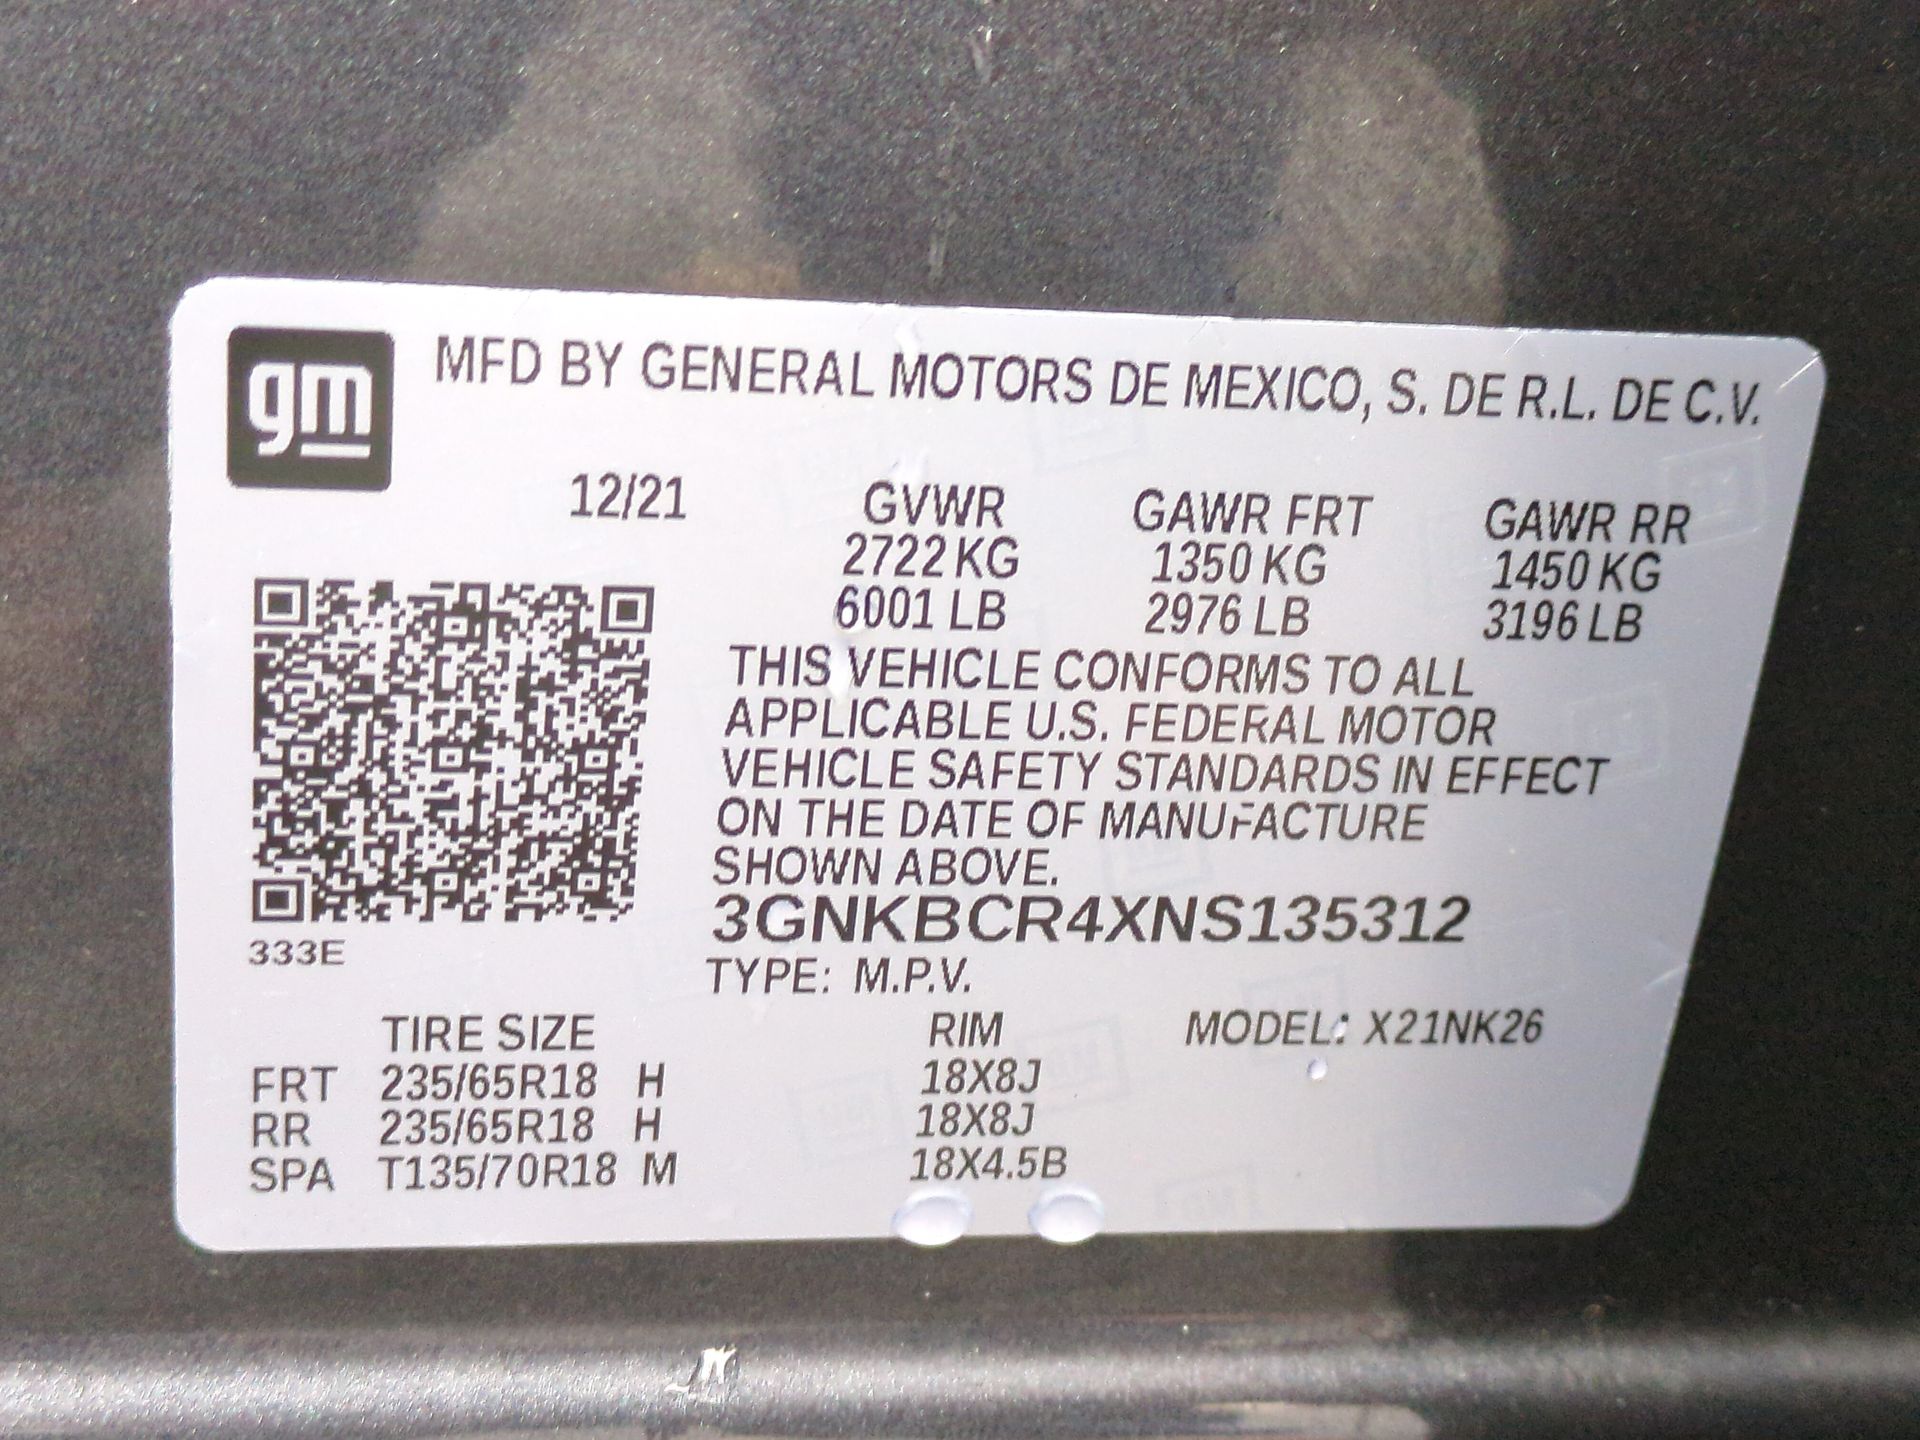 gm
MFD BY GENERAL MOTORS DE MEXICO, S. DE R.L. DE C.V.
12/21 GVWR GAWR FRT GAWR RR
2722 KG 1350 KG 1450 KG
6001 LB 2976 LB 3196 LB
THIS VEHICLE CONFORMS TO ALL
APPLICABLE U.S. FEDERAL MOTOR
VEHICLE SAFETY STANDARDS IN EFFECT
ON THE DATE OF MANUFACTURE
SHOWN ABOVE.
3GNKBCR4XNS135312
333E
TYPE: M.P.V.
TIRE SIZE RIM MODEL: X21NK26
FRT 235/65R18 H 18X8J
RR 235/65R18 H 18X8J
SPA T135/70R18 M 18X4.5B